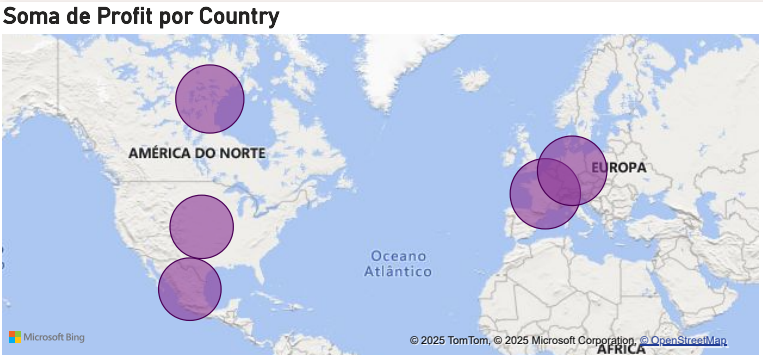 Soma de Profit por Country
AMÉRICA DO NORTE
EUROPA
Oceano
Atlântico
Microsoft Bing
© 2025 TomTom, © 2025 Microsoft Corporation, © OpenStreetMap
ÁFRICA